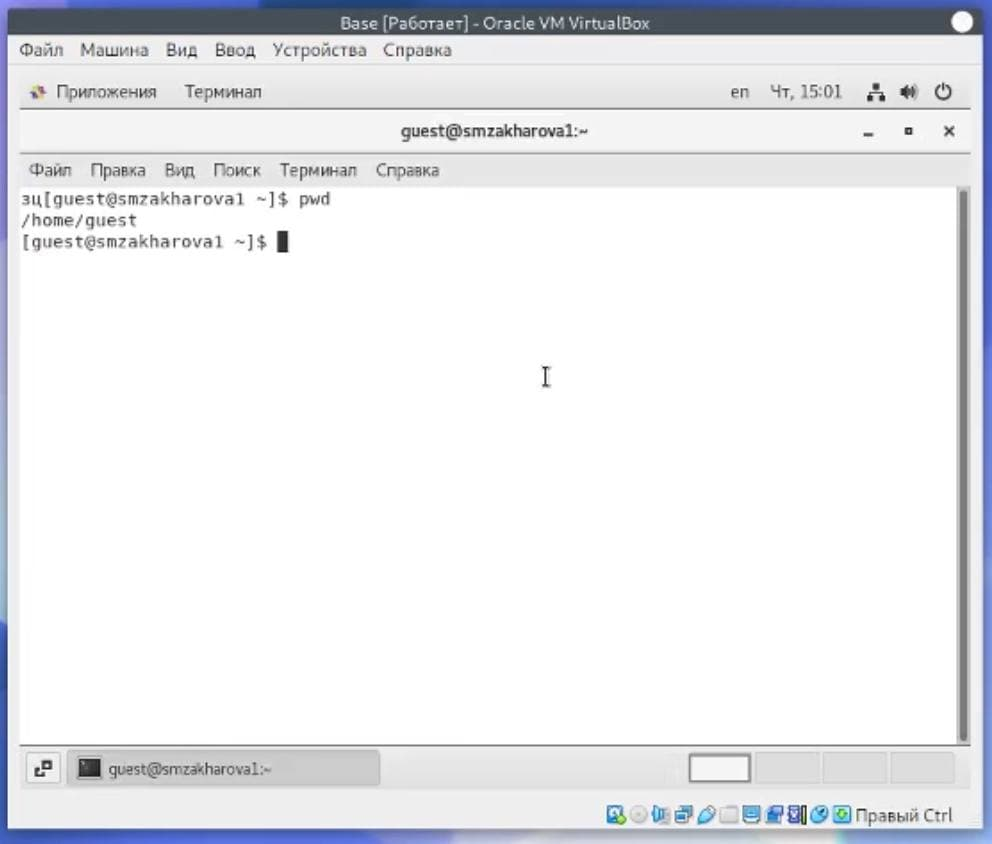 Base [Работает] - Oracle VM VirtualBox
Файл Машина Вид Ввод Устройства Справка
Приложения Терминал en Чт, 15:01
guest@smzakharova1:~
Файл Правка Вид Поиск Терминал Справка
зц[guest@smzakharova1 ~]$ pwd
/home/guest
[guest@smzakharova1 ~]$
guest@smzakharova1:~
Правый Ctrl